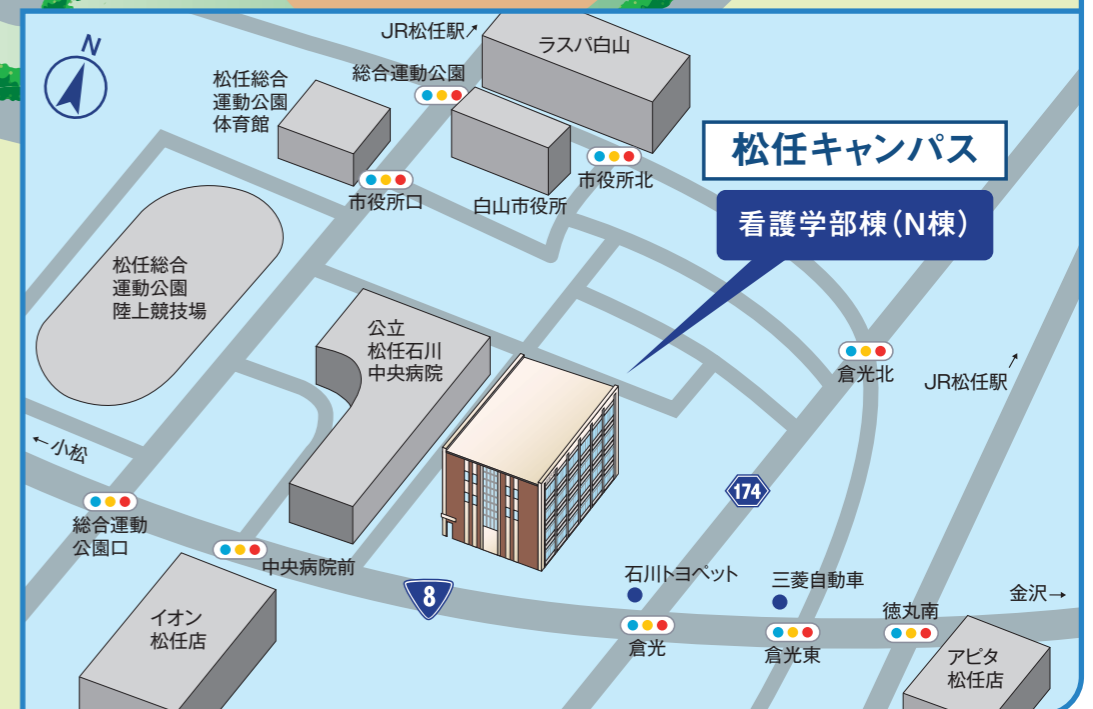 N
JR松任駅↗
ラスパ白山
総合運動公園
松任総合
運動公園
体育館
市役所口
白山市役所
市役所北
松任キャンパス
看護学部棟（N棟）
松任総合
運動公園
陸上競技場
公立
松任石川
中央病院
倉光北
JR松任駅↗
←小松
174
総合運動
公園口
中央病院前
8
石川トヨペット
三菱自動車
徳丸南
金沢→
倉光
倉光東
イオン
松任店
アピタ
松任店